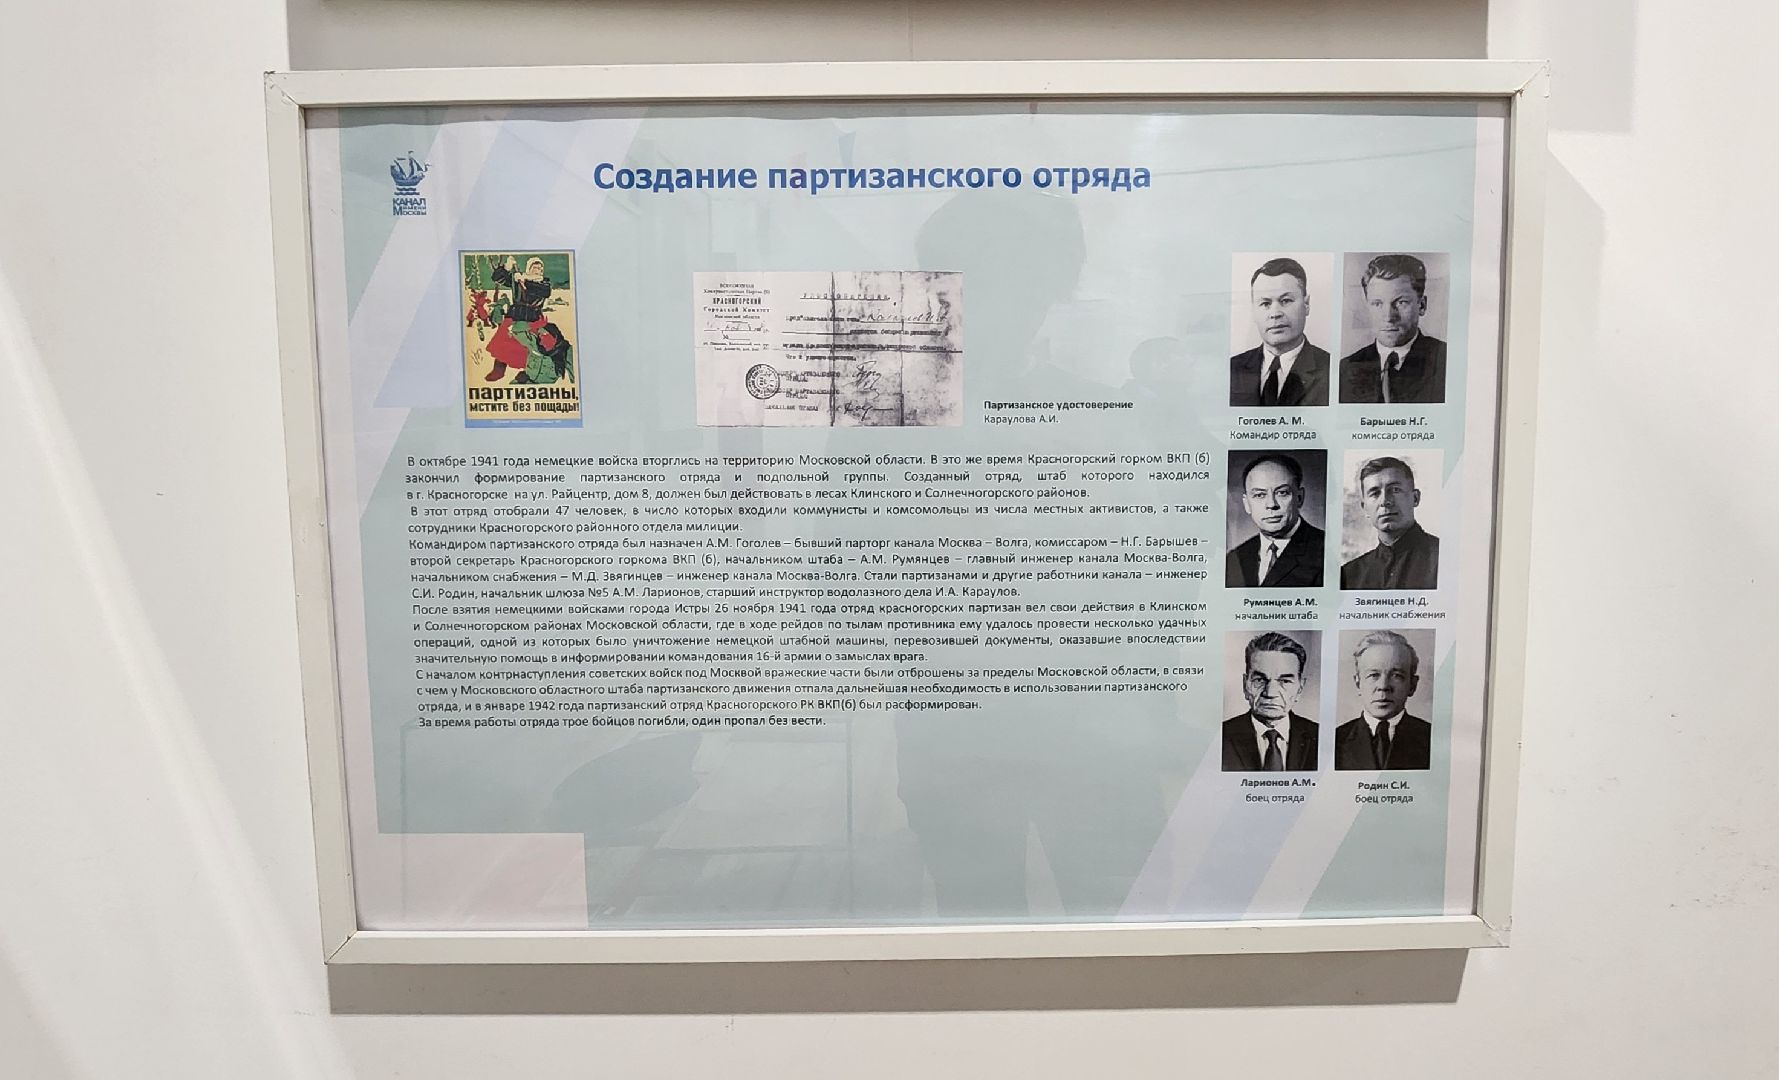 Создание партизанского отряда
КАНАЛ
ИМЕНИ
МОСКВЫ
партизаны,
мстите без пощады!
ВСЕСОЮЗНАЯ
Коммунистическая Партия (б)
КРАСНОГОРСКИЙ
Городской Комитет
Московской области
№
Партизанское удостоверение
Караулова А.И.
Гоголев А. М.
Командир отряда
Барышев Н.Г.
комиссар отряда
Румянцев А.М.
начальник штаба
Звягинцев Н.Д.
начальник снабжения
Ларионов А.М.
боец отряда
Родин С.И.
боец отряда
В октябре 1941 года немецкие войска вторглись на территорию Московской области. В это же время Красногорский горком ВКП (б)
закончил формирование партизанского отряда и подпольной группы. Созданный отряд, штаб которого находился
в г. Красногорске на ул. Райцентр, дом 8, должен был действовать в лесах Клинского и Солнечногорского районов.
В этот отряд отобрали 47 человек, в число которых входили коммунисты и комсомольцы из числа местных активистов, а также
сотрудники Красногорского районного отдела милиции.
Командиром партизанского отряда был назначен А.М. Гоголев – бывший парторг канала Москва – Волга, комиссаром – Н.Г. Барышев –
второй секретарь Красногорского горкома ВКП (б), начальником штаба – А.М. Румянцев – главный инженер канала Москва-Волга,
начальником снабжения – М.Д. Звягинцев – инженер канала Москва-Волга. Стали партизанами и другие работники канала – инженер
С.И. Родин, начальник шлюза №5 А.М. Ларионов, старший инструктор водолазного дела И.А. Караулов.
После взятия немецкими войсками города Истры 26 ноября 1941 года отряд красногорских партизан вел свои действия в Клинском
и Солнечногорском районах Московской области, где в ходе рейдов по тылам противника ему удалось провести несколько удачных
операций, одной из которых было уничтожение немецкой штабной машины, перевозившей документы, оказавшие впоследствии
значительную помощь в информировании командования 16-й армии о замыслах врага.
С началом контрнаступления советских войск под Москвой вражеские части были отброшены за пределы Московской области, в связи
с чем у Московского областного штаба партизанского движения отпала дальнейшая необходимость в использовании партизанского
отряда, и в январе 1942 года партизанский отряд Красногорского РК ВКП(б) был расформирован.
За время работы отряда трое бойцов погибли, один пропал без вести.